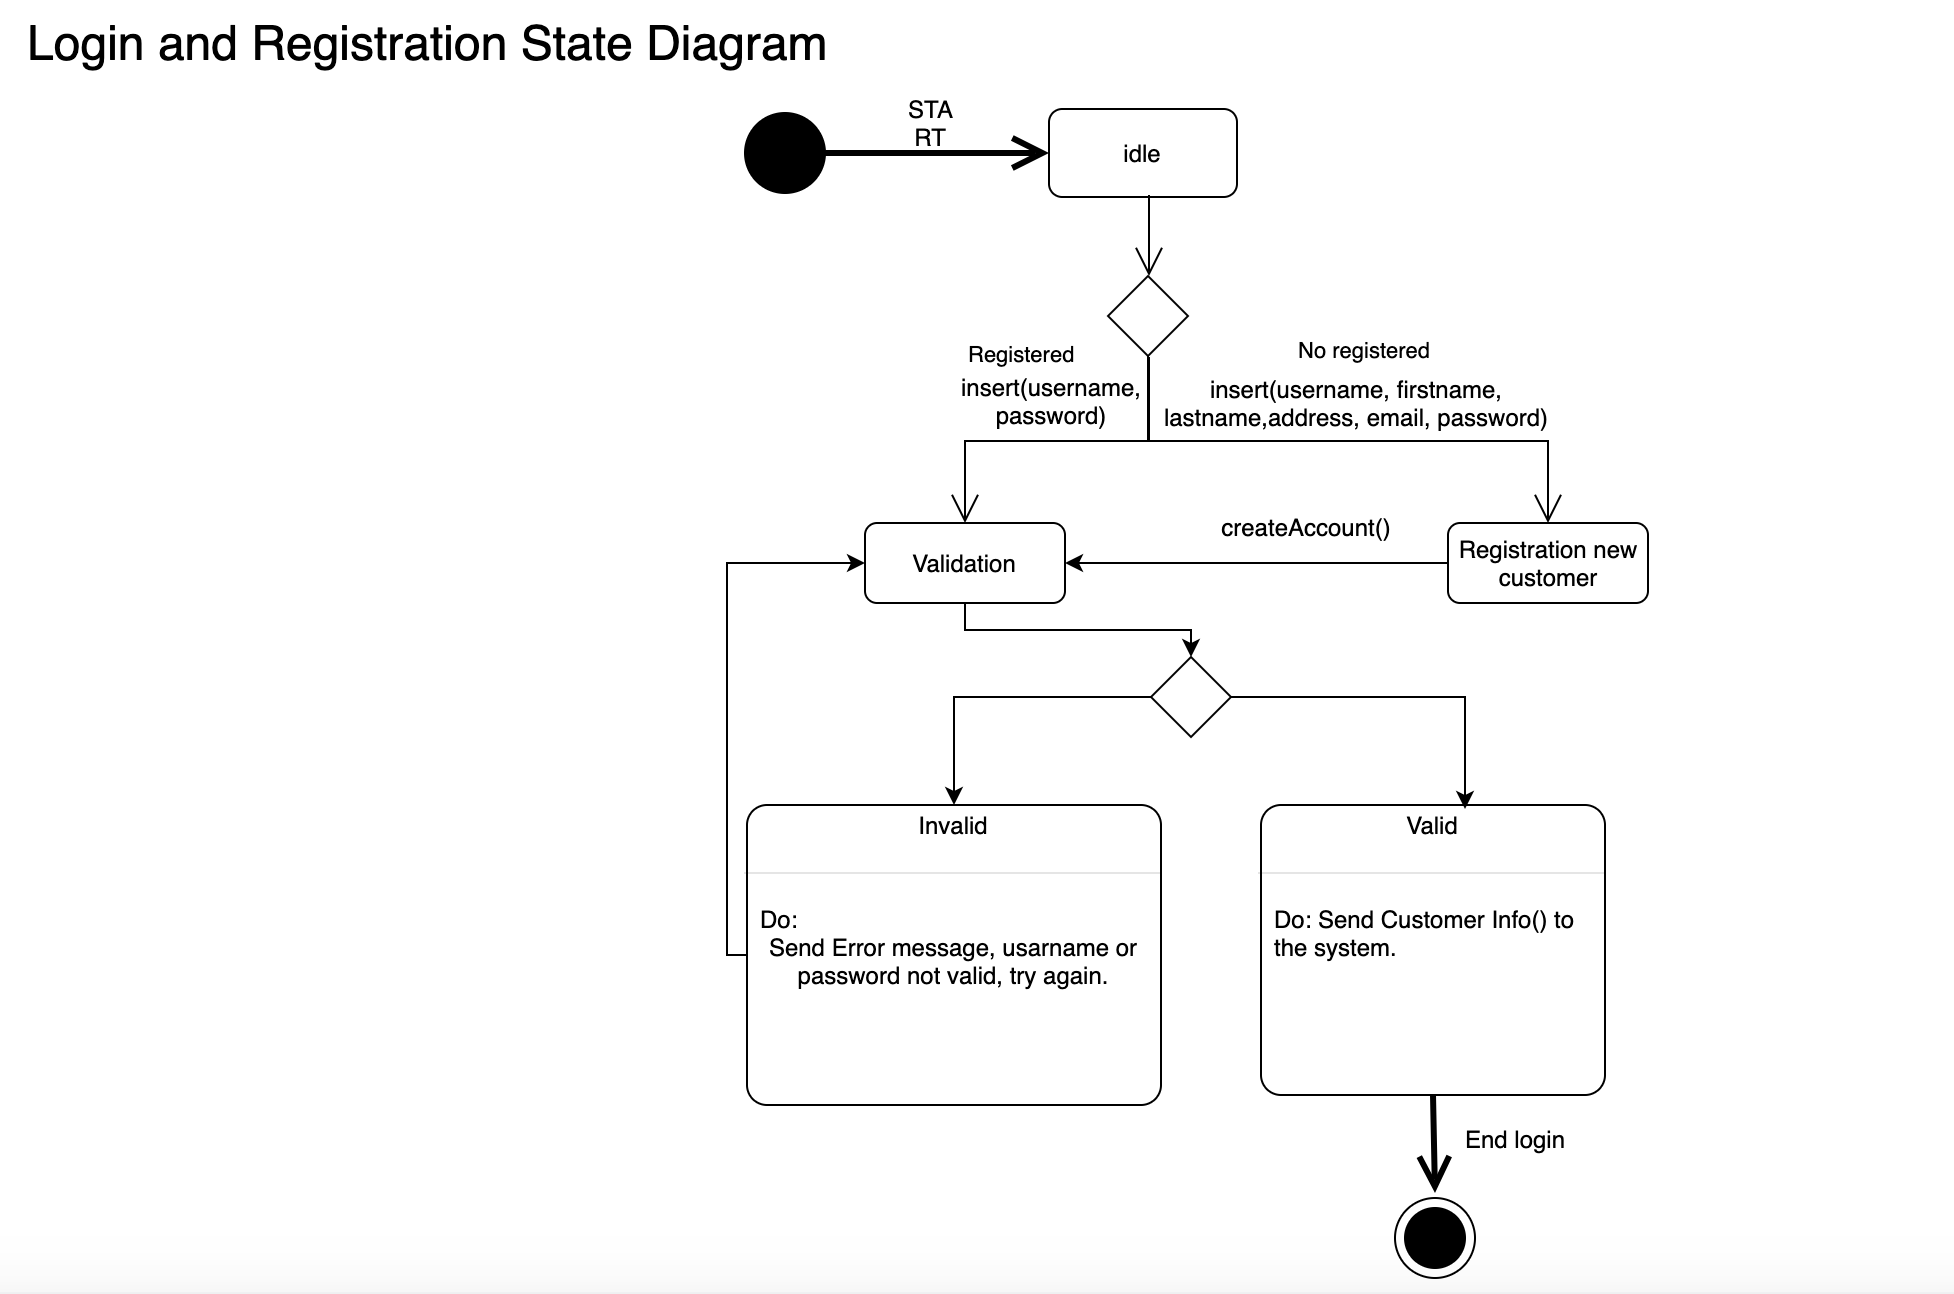 Login and Registration State Diagram
STA
RT
idle
Registered
No registered
insert(username,
password)
insert(username, firstname,
lastname,address, email, password)
createAccount()
Validation
Registration new
customer
Invalid
Valid
Do:
Send Error message, usarname or
password not valid, try again.
Do: Send Customer Info() to
the system.
End login